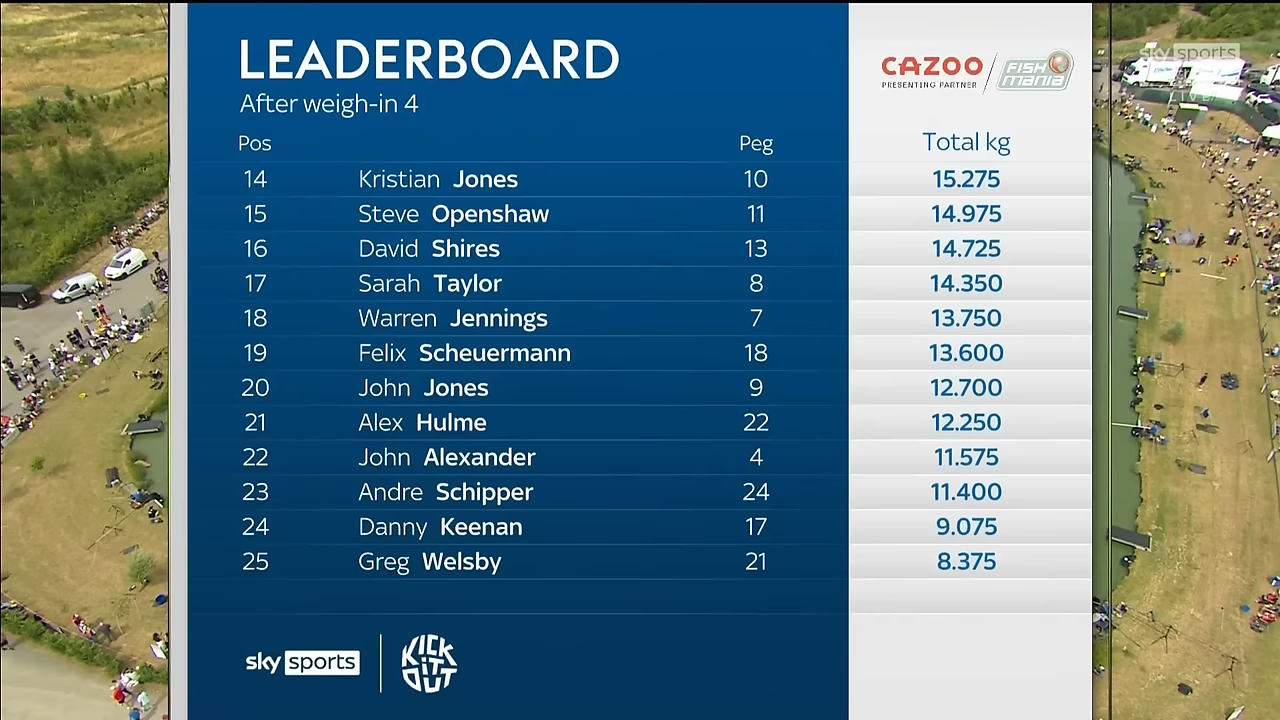 LEADERBOARD
After weigh-in 4
CAZOO
PRESENTING PARTNER
FISH
MANIA
sky sports
LIVE
Pos Peg Total kg
14 Kristian Jones 10 15.275
15 Steve Openshaw 11 14.975
16 David Shires 13 14.725
17 Sarah Taylor 8 14.350
18 Warren Jennings 7 13.750
19 Felix Scheuermann 18 13.600
20 John Jones 9 12.700
21 Alex Hulme 22 12.250
22 John Alexander 4 11.575
23 Andre Schipper 24 11.400
24 Danny Keenan 17 9.075
25 Greg Welsby 21 8.375
sky sports
KICK
IT
OUT